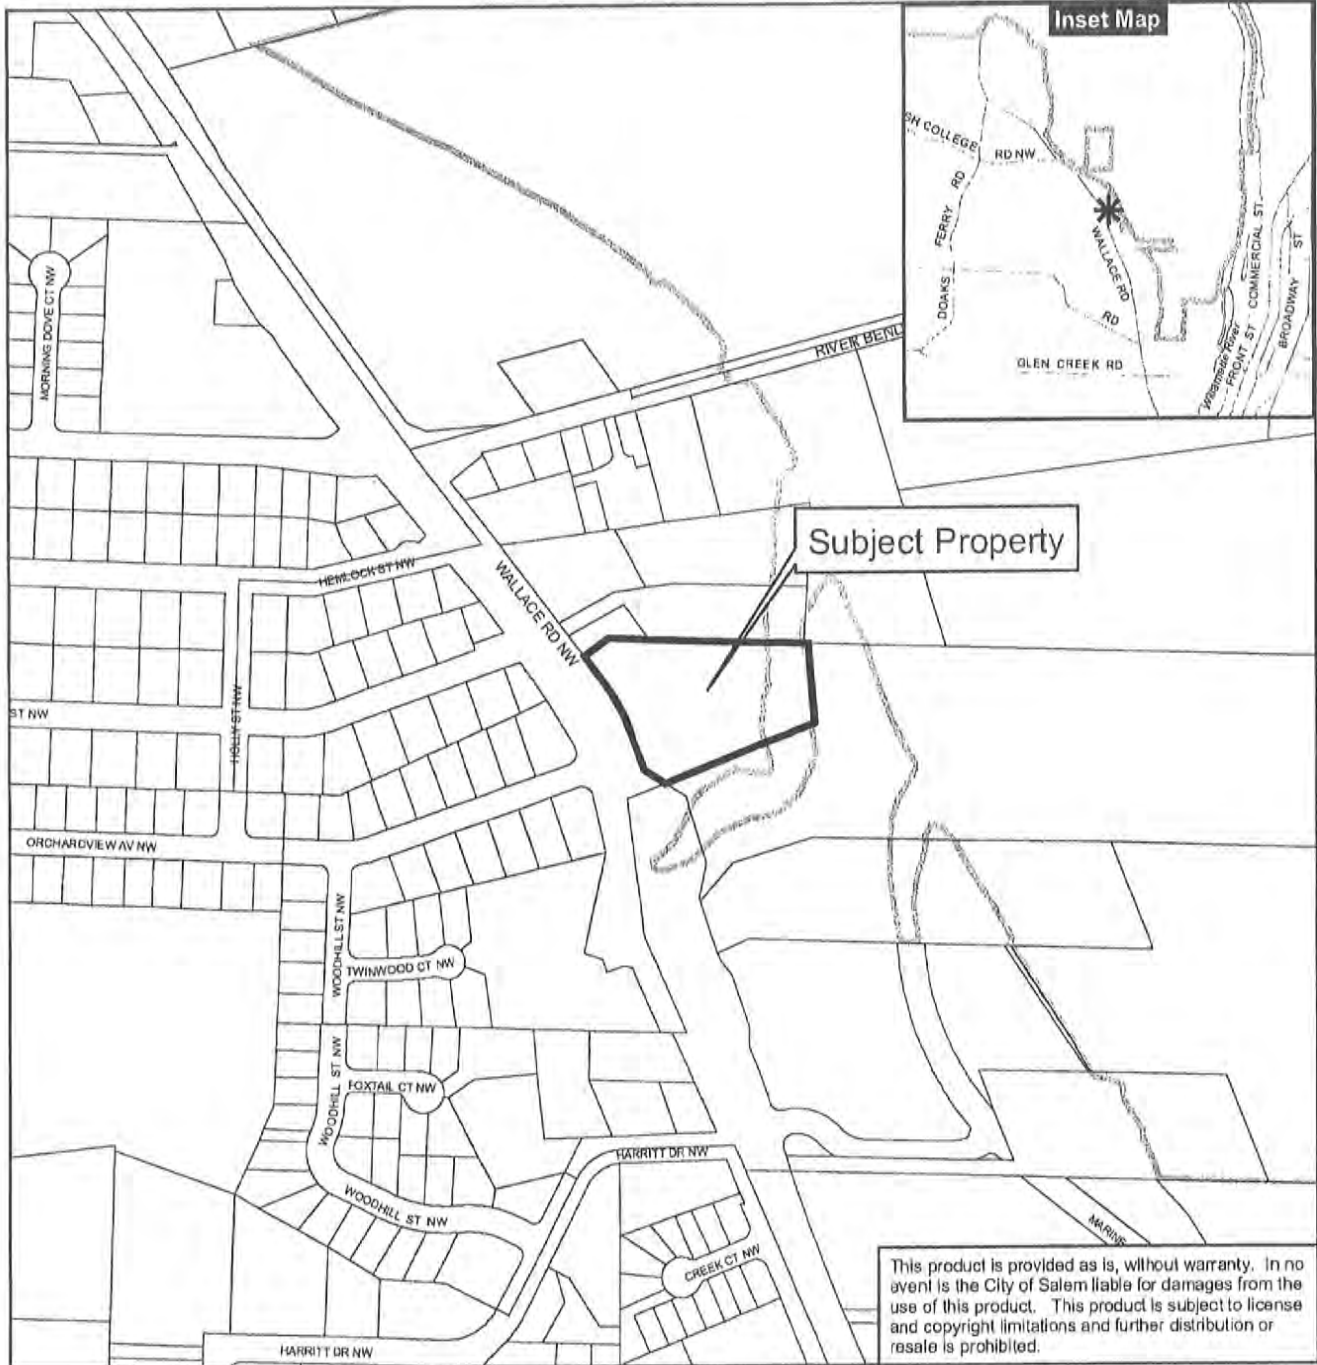 Inset Map
GH COLLEGE
RD NW
DOAKS FERRY RD
WALLACE RD
RD
GLEN CREEK RD
Willamette River
FRONT ST
COMMERCIAL ST.
BROADWAY ST
MORNING DOVE CT NW
RIVER BEND
Subject Property
HEMLOCK ST NW
WALLACE RD NW
ST NW
HOLLY ST NW
ORCHARDVIEW AV NW
WOODHILL ST NW
TWINWOOD CT NW
WOODHILL ST NW
FOXTAIL CT NW
HARRITT DR NW
WOODHILL ST NW
CREEK CT NW
MARINE
HARRITT DR NW
This product is provided as is, without warranty. In no
event is the City of Salem liable for damages from the
use of this product. This product is subject to license
and copyright limitations and further distribution or
resale is prohibited.